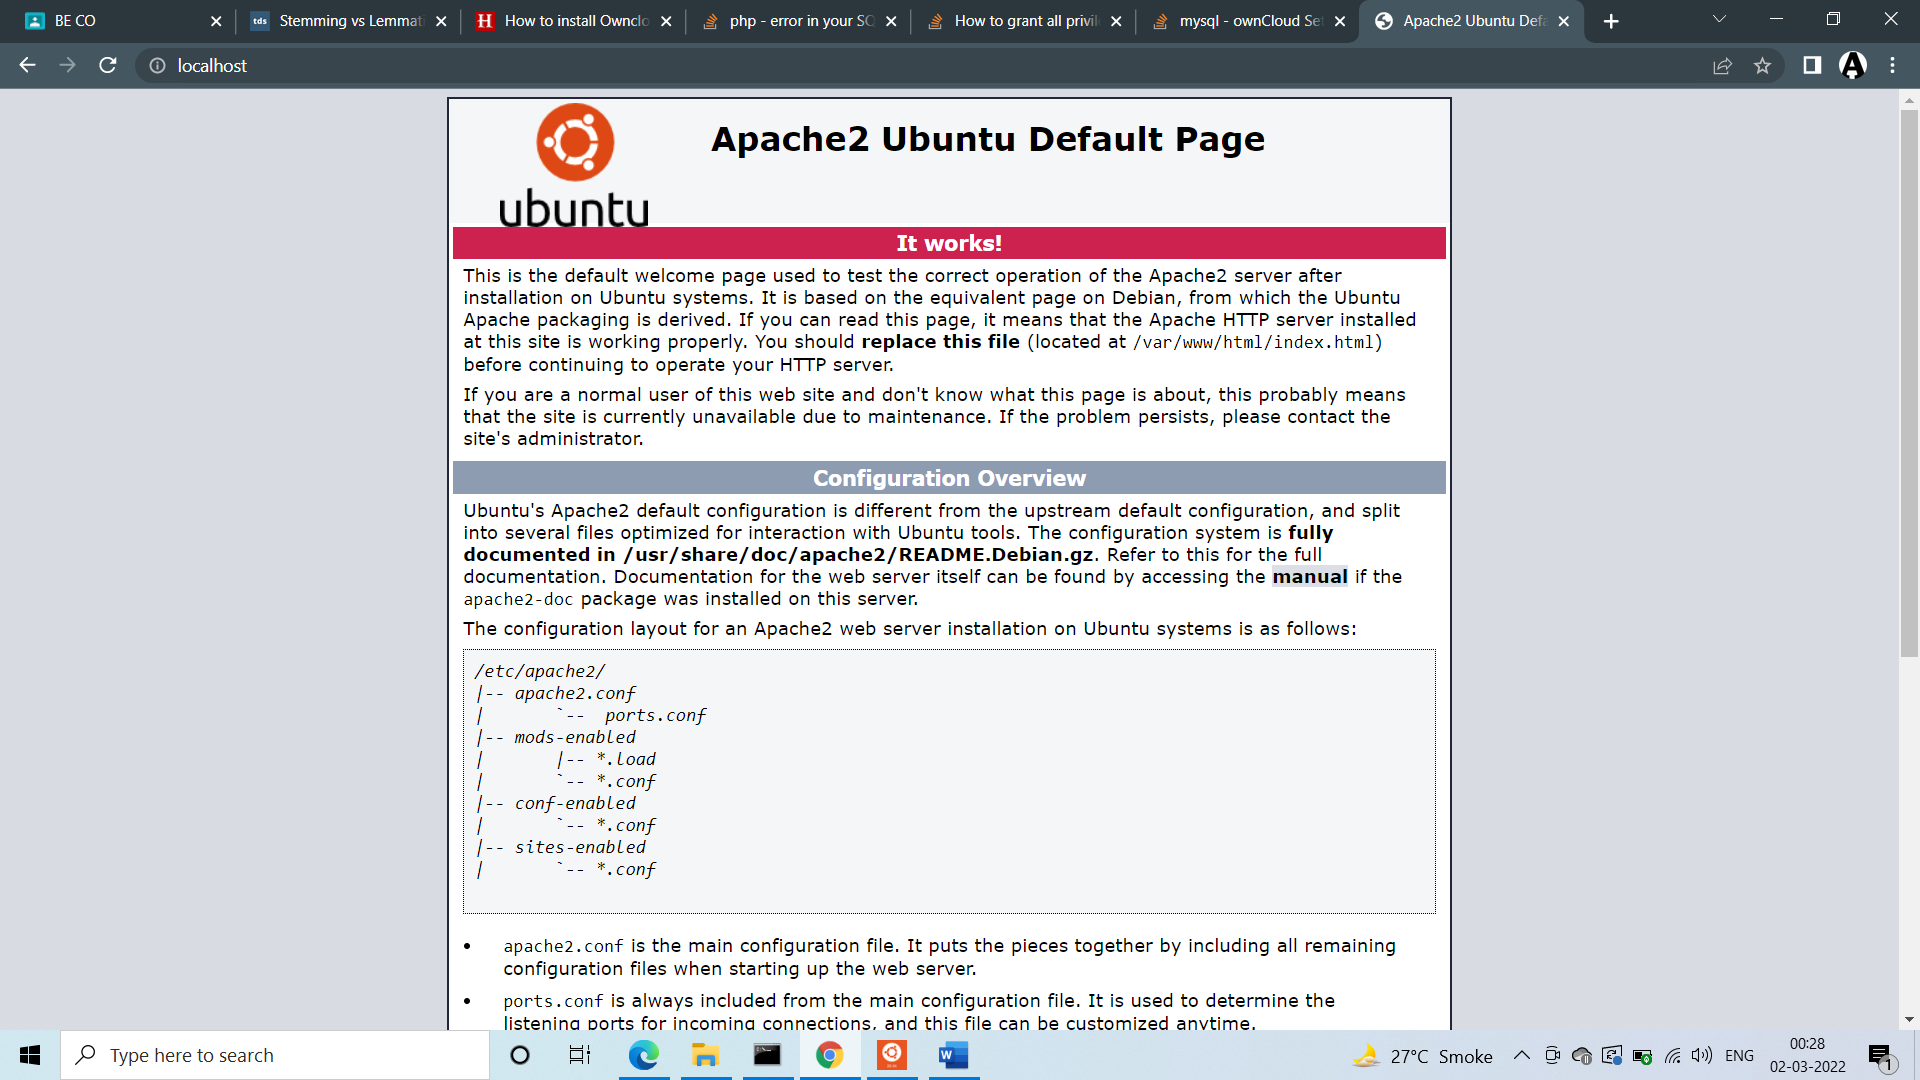 BE CO
Stemming vs Lemmati
How to install Ownclo
php - error in your SQ
How to grant all privil
mysql - ownCloud Set
Apache2 Ubuntu Defa
localhost
ubuntu
Apache2 Ubuntu Default Page
It works!
This is the default welcome page used to test the correct operation of the Apache2 server after
installation on Ubuntu systems. It is based on the equivalent page on Debian, from which the Ubuntu
Apache packaging is derived. If you can read this page, it means that the Apache HTTP server installed
at this site is working properly. You should replace this file (located at /var/www/html/index.html)
before continuing to operate your HTTP server.
If you are a normal user of this web site and don't know what this page is about, this probably means
that the site is currently unavailable due to maintenance. If the problem persists, please contact the
site's administrator.
Configuration Overview
Ubuntu's Apache2 default configuration is different from the upstream default configuration, and split
into several files optimized for interaction with Ubuntu tools. The configuration system is fully
documented in /usr/share/doc/apache2/README.Debian.gz. Refer to this for the full
documentation. Documentation for the web server itself can be found by accessing the manual if the
apache2-doc package was installed on this server.
The configuration layout for an Apache2 web server installation on Ubuntu systems is as follows:
/etc/apache2/
|-- apache2.conf
|       `--  ports.conf
|-- mods-enabled
|       |-- *.load
|       `-- *.conf
|-- conf-enabled
|       `-- *.conf
|-- sites-enabled
|       `-- *.conf
• apache2.conf is the main configuration file. It puts the pieces together by including all remaining
configuration files when starting up the web server.
• ports.conf is always included from the main configuration file. It is used to determine the
listening ports for incoming connections, and this file can be customized anytime.
Type here to search
27°C Smoke
ENG
00:28
02-03-2022
1